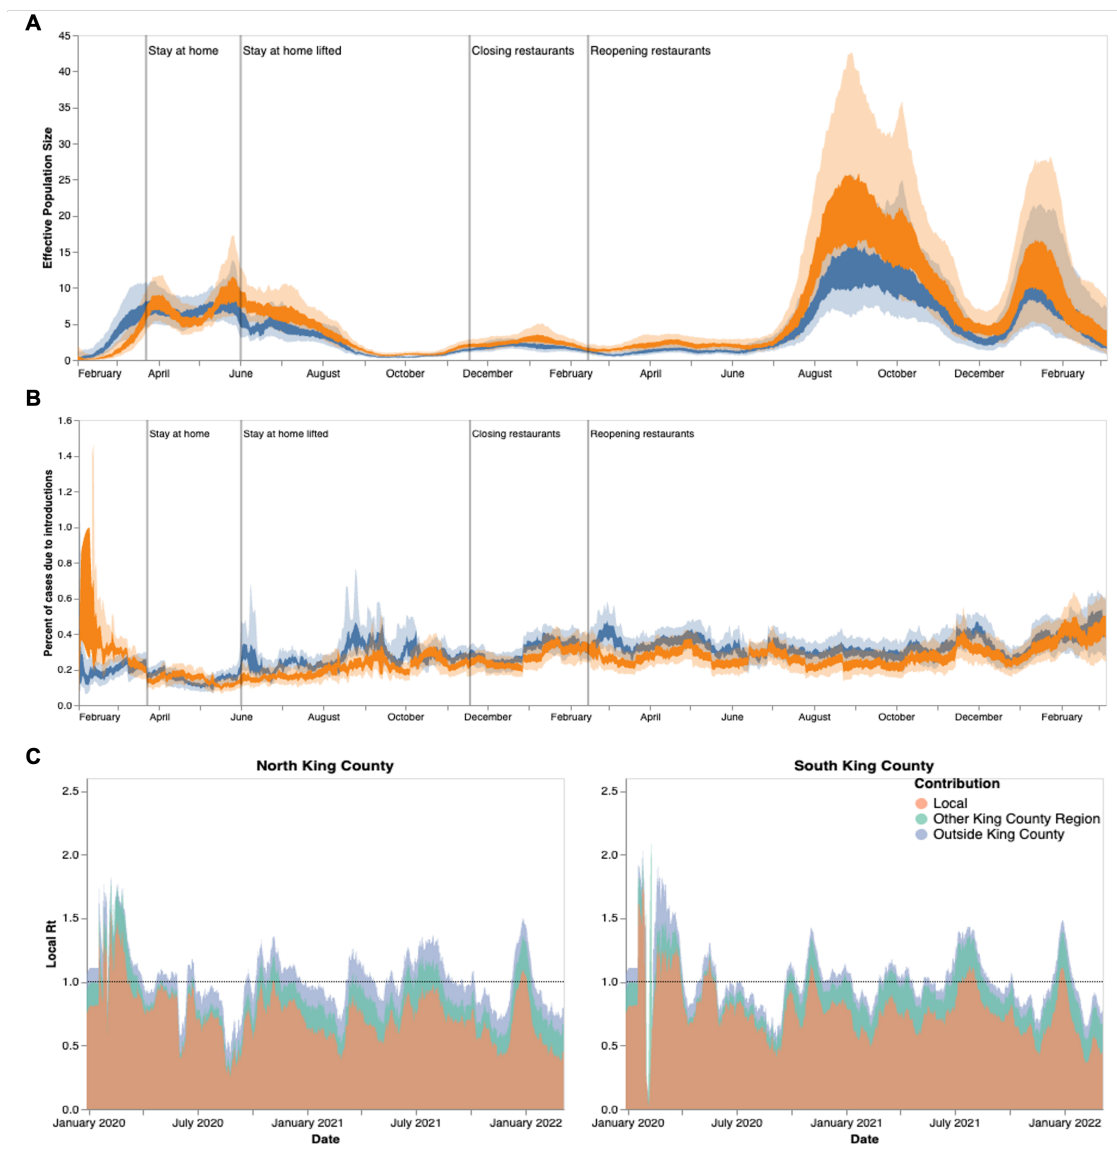 A
Effective Population Size
45
40
35
30
25
20
15
10
5
0
Stay at home
Stay at home lifted
Closing restaurants
Reopening restaurants
February April June August October December February April June August October December February
B
Percent of cases due to introductions
1.6
1.4
1.2
1.0
0.8
0.6
0.4
0.2
0.0
Stay at home
Stay at home lifted
Closing restaurants
Reopening restaurants
February April June August October December February April June August October December February
C
North King County
Local Rt
2.5
2.0
1.5
1.0
0.5
0.0
January 2020 July 2020 January 2021 July 2021 January 2022
Date
South King County
Contribution
Local
Other King County Region
Outside King County
2.5
2.0
1.5
1.0
0.5
0.0
January 2020 July 2020 January 2021 July 2021 January 2022
Date